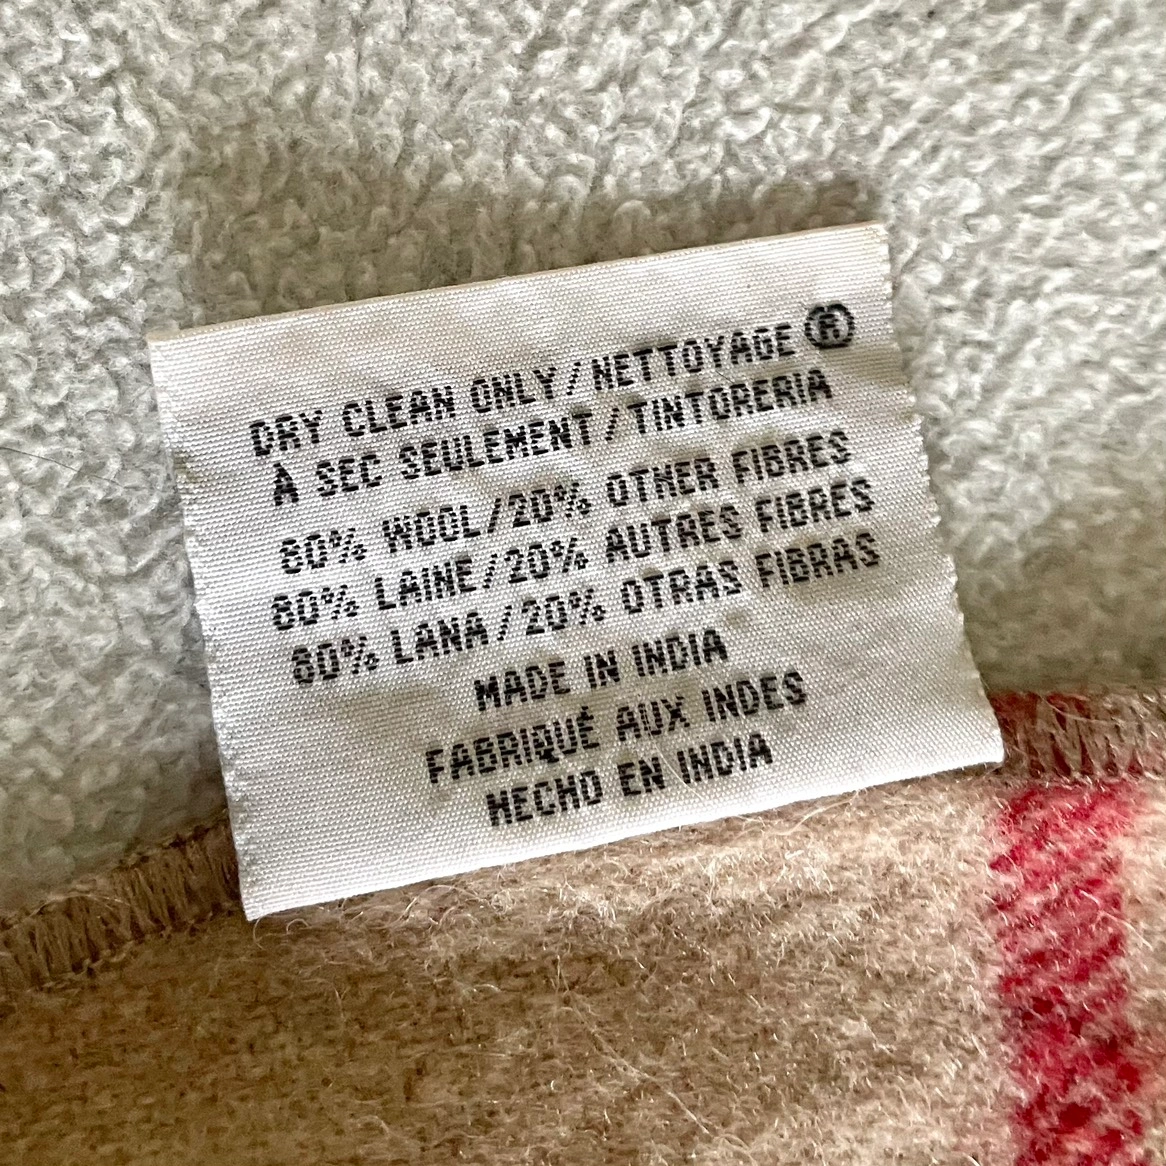 DRY CLEAN ONLY/NETTOYAGE ®
À SEC SEULEMENT/TINTORERIA
80% WOOL/20% OTHER FIBRES
80% LAINE/20% AUTRES FIBRES
80% LANA/20% OTRAS FIBRAS
MADE IN INDIA
FABRIQUÉ AUX INDES
HECHO EN INDIA